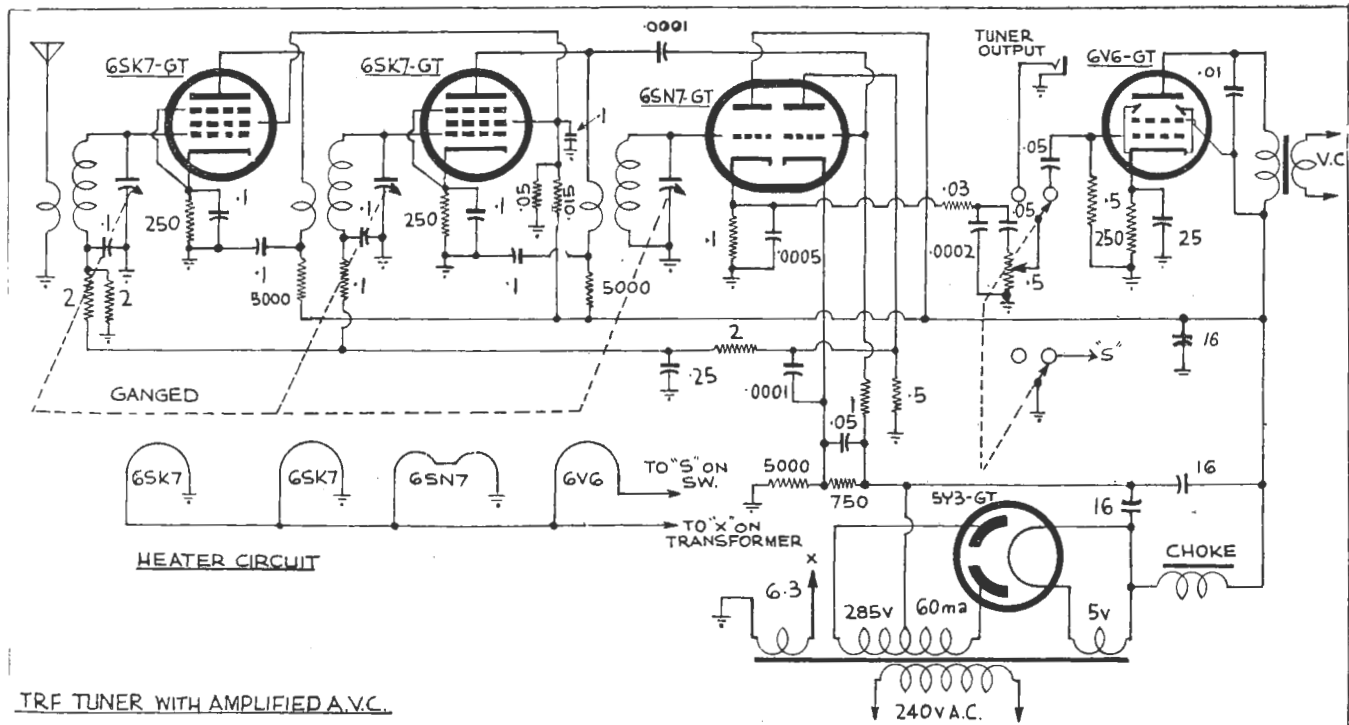 .0001
TUNER
OUTPUT
6SK7-GT
6SK7-GT
6SN7-GT
6V6-GT
.01
.1
.05
V.C.
.05
.015
.03
.05
.1
250
.1
.1
250
.1
.1
.0005
.0002
.5
.5
250
25
2
2
.1
5000
.1
.1
5000
2
.25
.0001
.5
16
"S"
GANGED
1
.05
6SK7
6SK7
6SN7
6V6
TO "S" ON
SW.
TO "X" ON
TRANSFORMER
HEATER CIRCUIT
5000
750
5Y3-GT
16
16
CHOKE
X
6.3
285V
60ma
5V
240V A.C.
TRF TUNER WITH AMPLIFIED A.V.C.